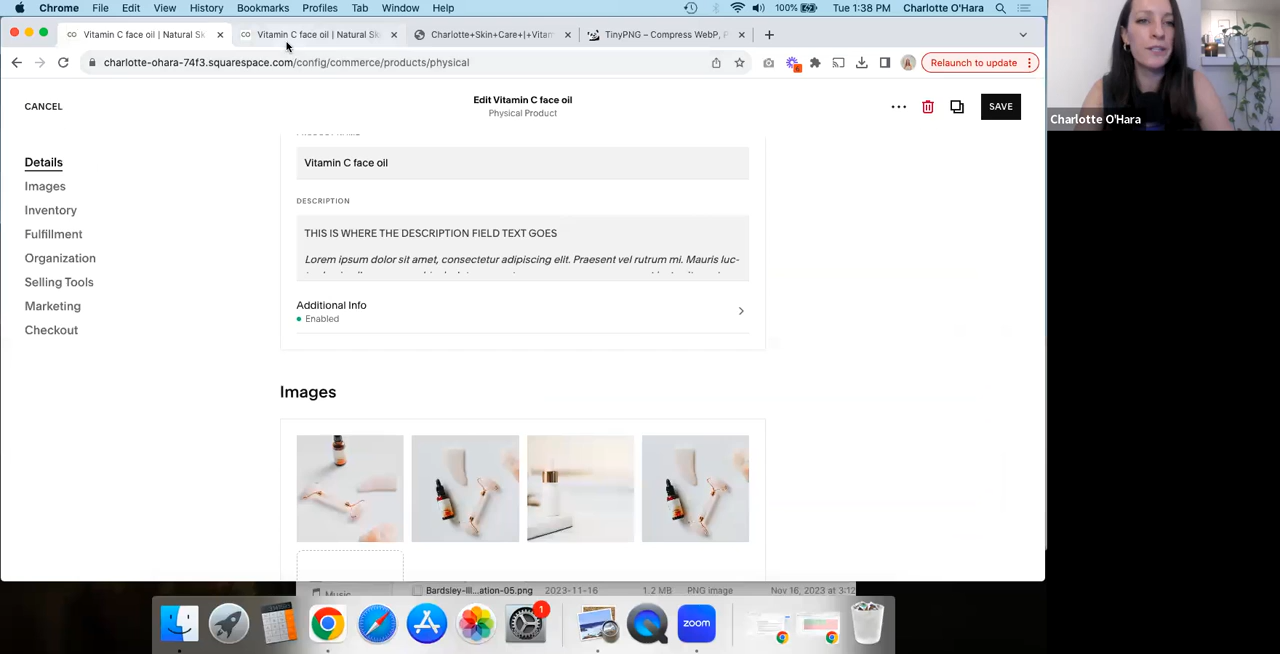 Chrome File Edit View History Bookmarks Profiles Tab Window Help 100% Tue 1:38 PM Charlotte O'Hara
Vitamin C face oil | Natural Sk Vitamin C face oil | Natural Sk Charlotte+Skin+Care+|+Vitam TinyPNG – Compress WebP, P
charlotte-ohara-74f3.squarespace.com/config/commerce/products/physical Relaunch to update
CANCEL
Edit Vitamin C face oil
Physical Product
SAVE
Charlotte O'Hara
Details
Images
Inventory
Fulfillment
Organization
Selling Tools
Marketing
Checkout
PRODUCT NAME
Vitamin C face oil
DESCRIPTION
THIS IS WHERE THE DESCRIPTION FIELD TEXT GOES
Lorem ipsum dolor sit amet, consectetur adipiscing elit. Praesent vel rutrum mi. Mauris luc-
Additional Info
Enabled
Images
Music
Bardsley-Ill...ation-05.png 2023-11-16 1.2 MB PNG image Nov 16, 2023 at 3:12
1
zoom